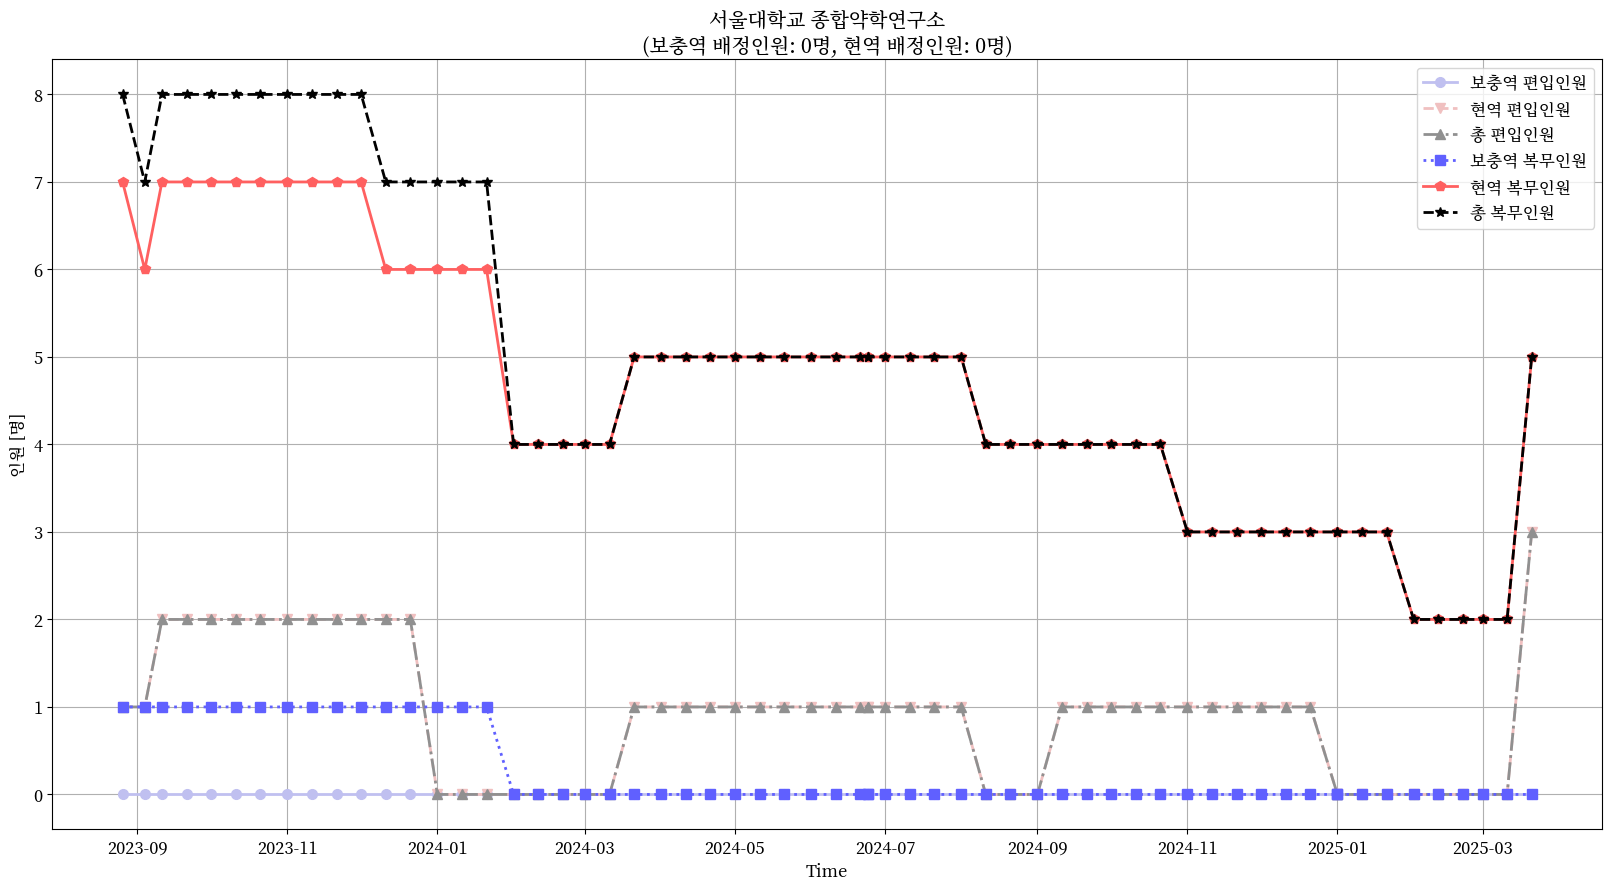 서울대학교 종합약학연구소
(보충역 배정인원: 0명, 현역 배정인원: 0명)
보충역 편입인원
현역 편입인원
총 편입인원
보충역 복무인원
현역 복무인원
총 복무인원
인원 [명]
8
7
6
5
4
3
2
1
0
2023-09
2023-11
2024-01
2024-03
2024-05
2024-07
2024-09
2024-11
2025-01
2025-03
Time